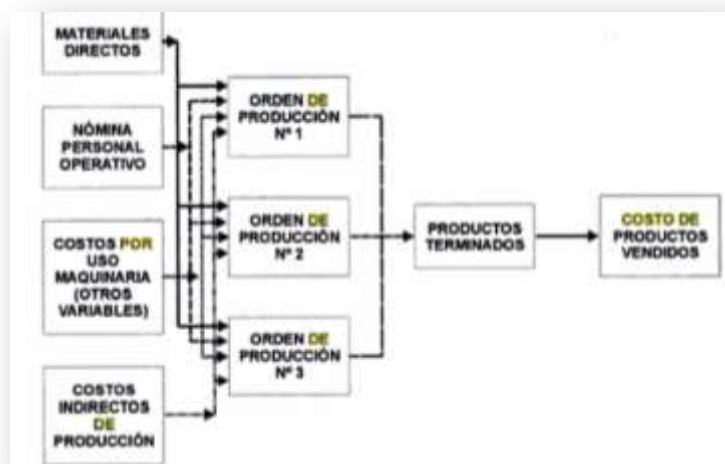 MATERIALES
DIRECTOS
NÓMINA
PERSONAL
OPERATIVO
COSTOS POR
USO
MAQUINARIA
(OTROS
VARIABLES)
COSTOS
INDIRECTOS
DE
PRODUCCIÓN
ORDEN DE
PRODUCCIÓN
Nº 1
ORDEN DE
PRODUCCIÓN
Nº 2
ORDEN DE
PRODUCCIÓN
Nº 3
PRODUCTOS
TERMINADOS
COSTO DE
PRODUCTOS
VENDIDOS